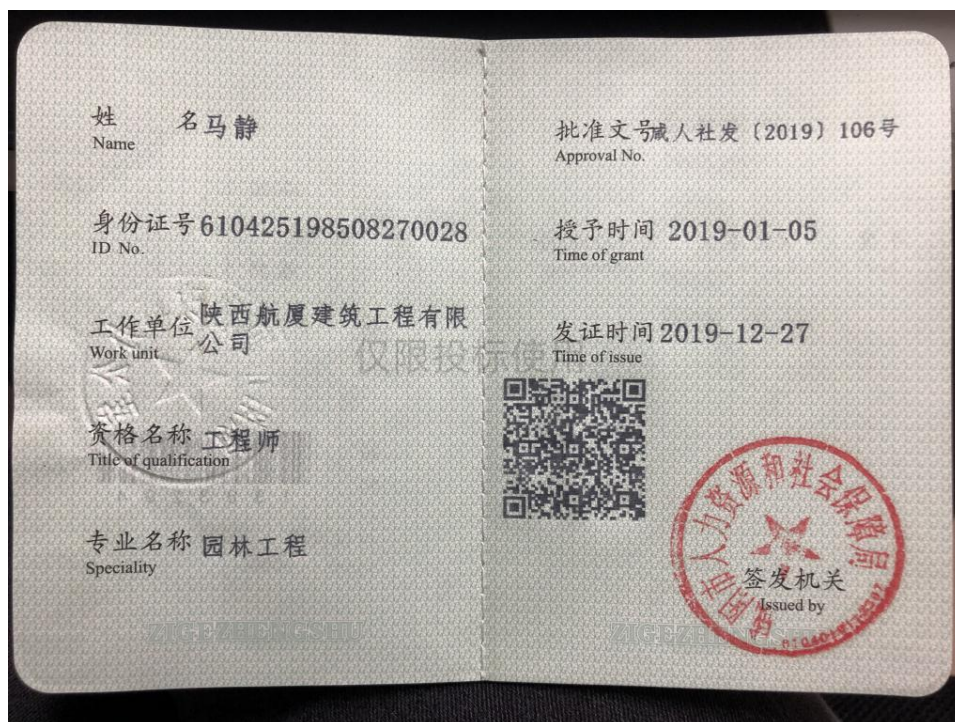 姓 名 马静
Name
身份证号 610425198508270028
ID No.
工作单位 陕西航厦建筑工程有限
Work unit 公司
资格名称 工程师
Title of qualification
专业名称 园林工程
Speciality
ZIGEZHENGSHU
批准文号咸人社发〔2019〕106号
Approval No.
授予时间 2019-01-05
Time of grant
发证时间 2019-12-27
Time of issue
仅限投标使用
咸阳市人力资源和社会保障局
签发机关
Issued by